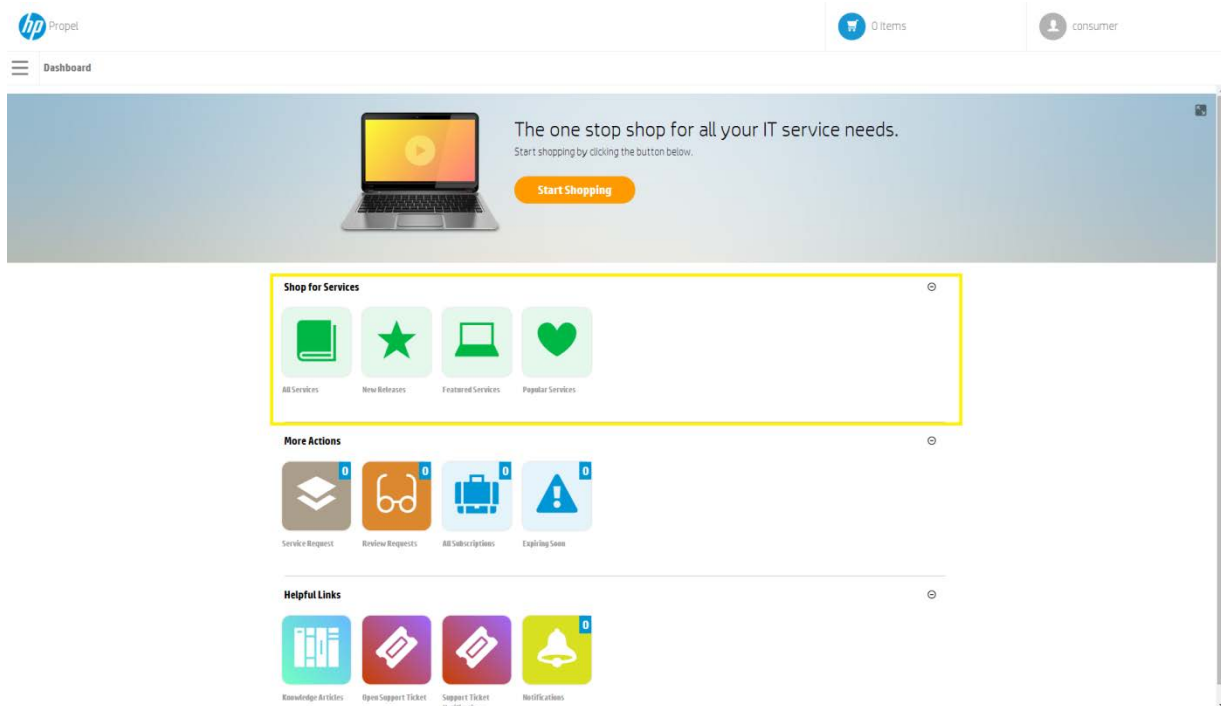 hp Propel
0 Items
consumer
Dashboard
The one stop shop for all your IT service needs.
Start shopping by clicking the button below.
Start Shopping
Shop for Services
All Services
New Releases
Featured Services
Popular Services
More Actions
0
0
0
0
Service Request
Review Requests
All Subscriptions
Expiring Soon
Helpful Links
0
Knowledge Articles
Open Support Ticket
Support Ticket
Notifications